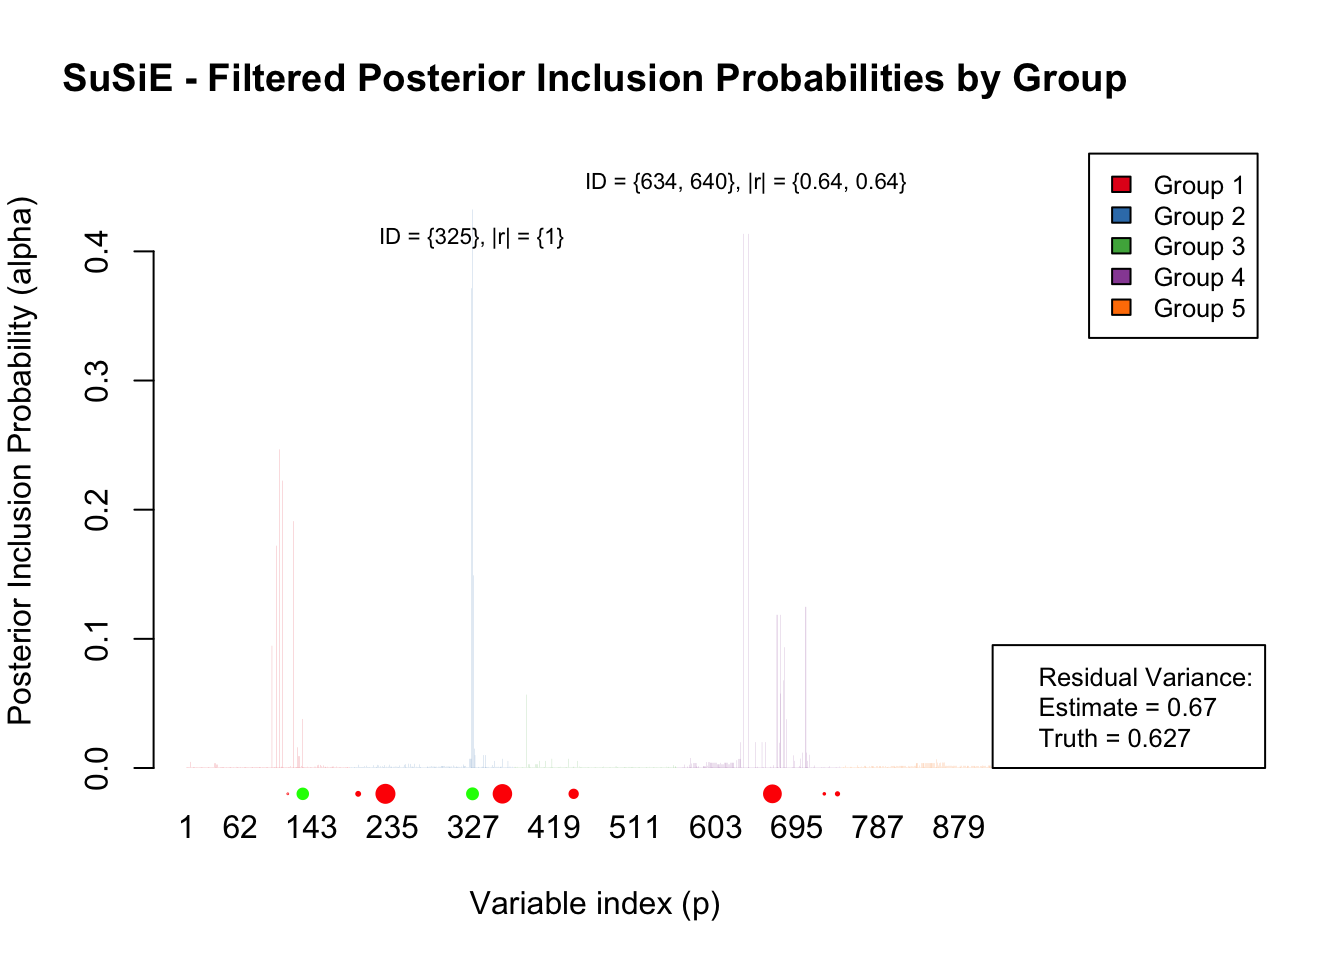 SuSiE - Filtered Posterior Inclusion Probabilities by Group
ID = {634, 640}, |r| = {0.64, 0.64}
ID = {325}, |r| = {1}
Group 1
Group 2
Group 3
Group 4
Group 5
Posterior Inclusion Probability (alpha)
0.4
0.3
0.2
0.1
0.0
Residual Variance:
Estimate = 0.67
Truth = 0.627
1 62 143 235 327 419 511 603 695 787 879
Variable index (p)